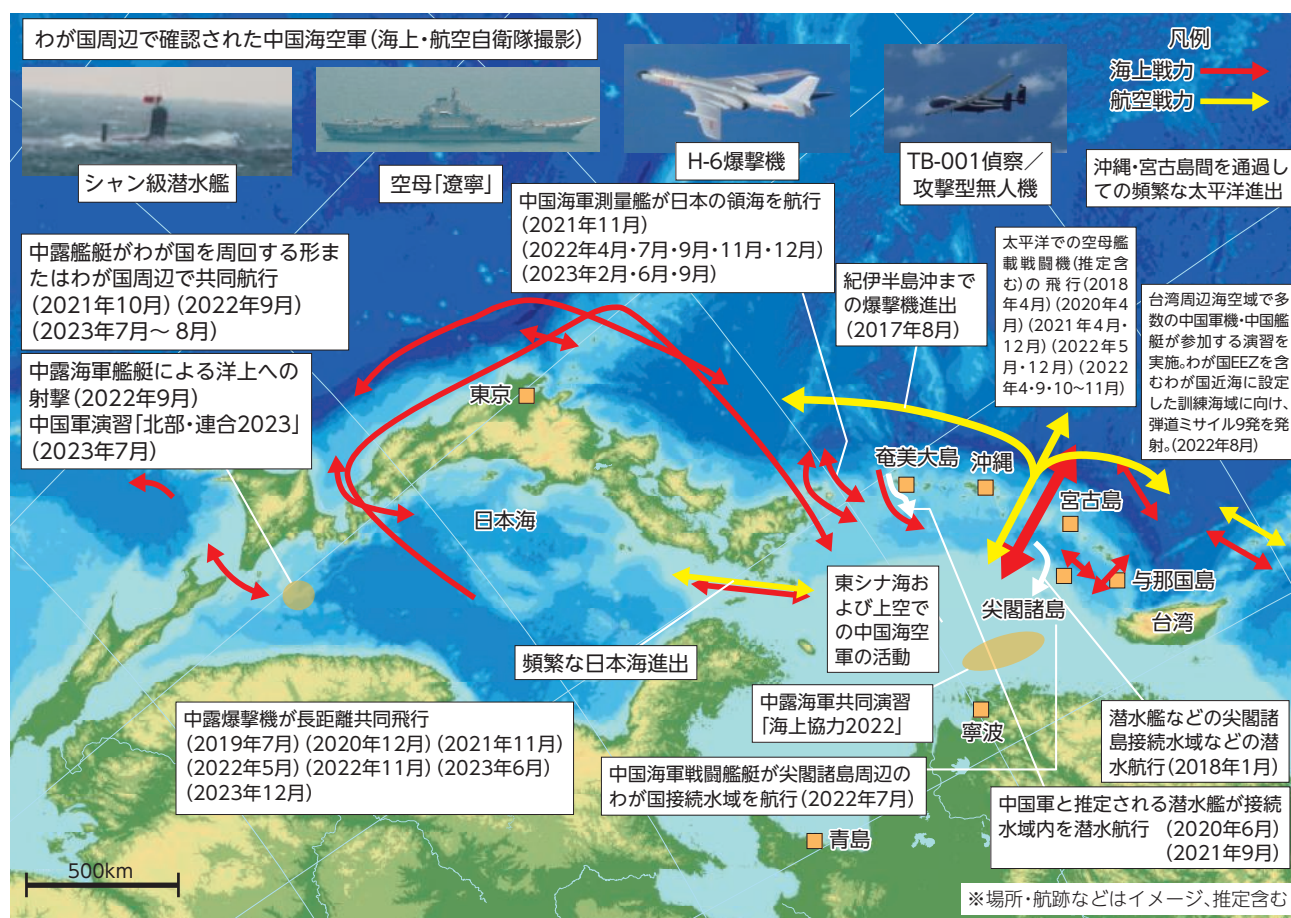 わが国周辺で確認された中国海空軍(海上・航空自衛隊撮影)
シャン級潜水艦
空母「遼寧」
H-6爆撃機
TB-001偵察／
攻撃型無人機
凡例
海上戦力
航空戦力
沖縄・宮古島間を通過し
ての頻繁な太平洋進出
中国海軍測量艦が日本の領海を航行
(2021年11月)
(2022年4月・7月・9月・11月・12月)
(2023年2月・6月・9月)
中露艦艇がわが国を周回する形ま
たはわが国周辺で共同航行
(2021年10月)(2022年9月)
(2023年7月～8月)
紀伊半島沖まで
の爆撃機進出
(2017年8月)
太平洋での空母艦
載戦闘機(推定含
む)の飛行(2018
年4月)(2020年4
月)(2021年4月・
12月)(2022年5
月・12月)(2022
年4・9・10~11月)
台湾周辺海空域で多
数の中国軍機・中国艦
艇が参加する演習を
実施。わが国EEZを含
むわが国近海に設定
した訓練海域に向け、
弾道ミサイル9発を発
射。(2022年8月)
中露海軍艦艇による洋上への
射撃(2022年9月)
中国軍演習「北部・連合2023」
(2023年7月)
東京
奄美大島
沖縄
宮古島
日本海
与那国島
尖閣諸島
台湾
東シナ海お
よび上空で
の中国海空
軍の活動
頻繁な日本海進出
中露海軍共同演習
「海上協力2022」
寧波
中露爆撃機が長距離共同飛行
(2019年7月)(2020年12月)(2021年11月)
(2022年5月)(2022年11月)(2023年6月)
(2023年12月)
中国海軍戦闘艦艇が尖閣諸島周辺の
わが国接続水域を航行(2022年7月)
潜水艦などの尖閣諸
島接続水域などの潜
水航行(2018年1月)
中国軍と推定される潜水艦が接続
水域内を潜水航行 (2020年6月)
(2021年9月)
青島
500km
※場所・航跡などはイメージ、推定含む